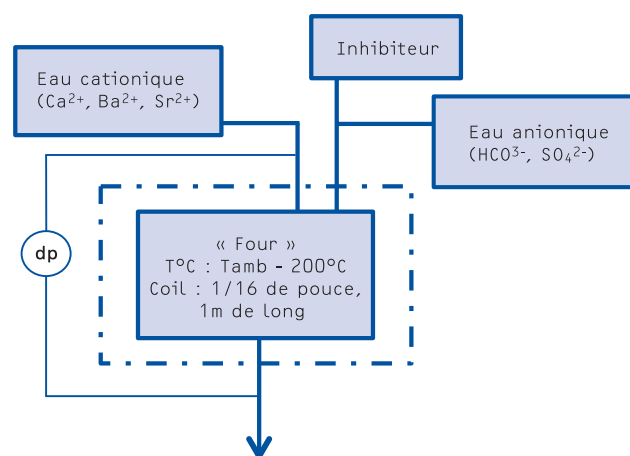 Inhibiteur
Eau cationique
(Ca²⁺, Ba²⁺, Sr²⁺)
Eau anionique
(HCO³⁻, SO₄²⁻)
dp
« Four »
T°C : Tamb – 200°C
Coil : 1/16 de pouce,
1m de long